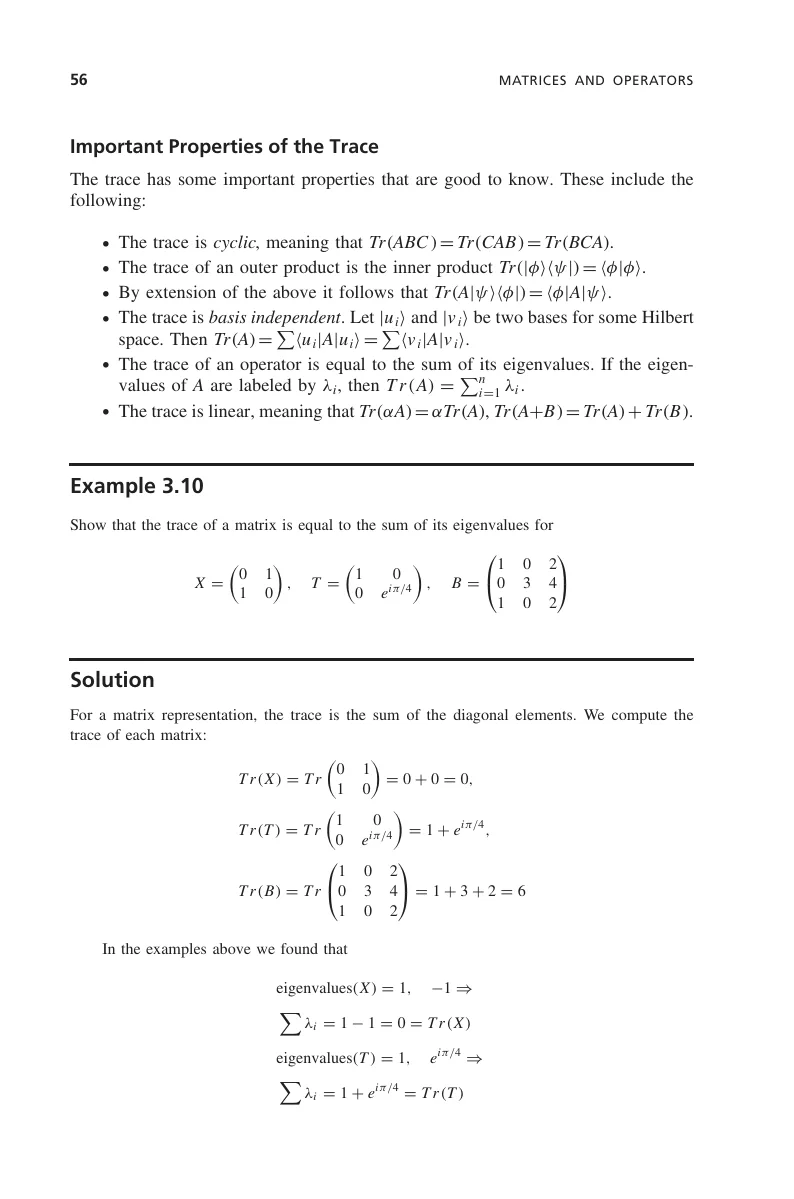 56 MATRICES AND OPERATORS
Important Properties of the Trace
The trace has some important properties that are good to know. These include the
following:
• The trace is cyclic, meaning that Tr(ABC) = Tr(CAB) = Tr(BCA).
• The trace of an outer product is the inner product Tr(|ϕ⟩⟨ψ|) = ⟨ϕ|ϕ⟩.
• By extension of the above it follows that Tr(A|ψ⟩⟨ϕ|) = ⟨ϕ|A|ψ⟩.
• The trace is basis independent. Let |u_i⟩ and |v_i⟩ be two bases for some Hilbert
space. Then Tr(A) = ∑⟨u_i|A|u_i⟩ = ∑⟨v_i|A|v_i⟩.
• The trace of an operator is equal to the sum of its eigenvalues. If the eigen-
values of A are labeled by λ_i, then Tr(A) = ∑_{i=1}^{n} λ_i.
• The trace is linear, meaning that Tr(αA) = αTr(A), Tr(A+B) = Tr(A) + Tr(B).
Example 3.10
Show that the trace of a matrix is equal to the sum of its eigenvalues for
X = (0 1; 1 0), T = (1 0; 0 e^{iπ/4}), B = (1 0 2; 0 3 4; 1 0 2)
Solution
For a matrix representation, the trace is the sum of the diagonal elements. We compute the
trace of each matrix:
Tr(X) = Tr (0 1; 1 0) = 0 + 0 = 0,
Tr(T) = Tr (1 0; 0 e^{iπ/4}) = 1 + e^{iπ/4},
Tr(B) = Tr (1 0 2; 0 3 4; 1 0 2) = 1 + 3 + 2 = 6
In the examples above we found that
eigenvalues(X) = 1, −1 ⇒
∑ λ_i = 1 − 1 = 0 = Tr(X)
eigenvalues(T) = 1, e^{iπ/4} ⇒
∑ λ_i = 1 + e^{iπ/4} = Tr(T)